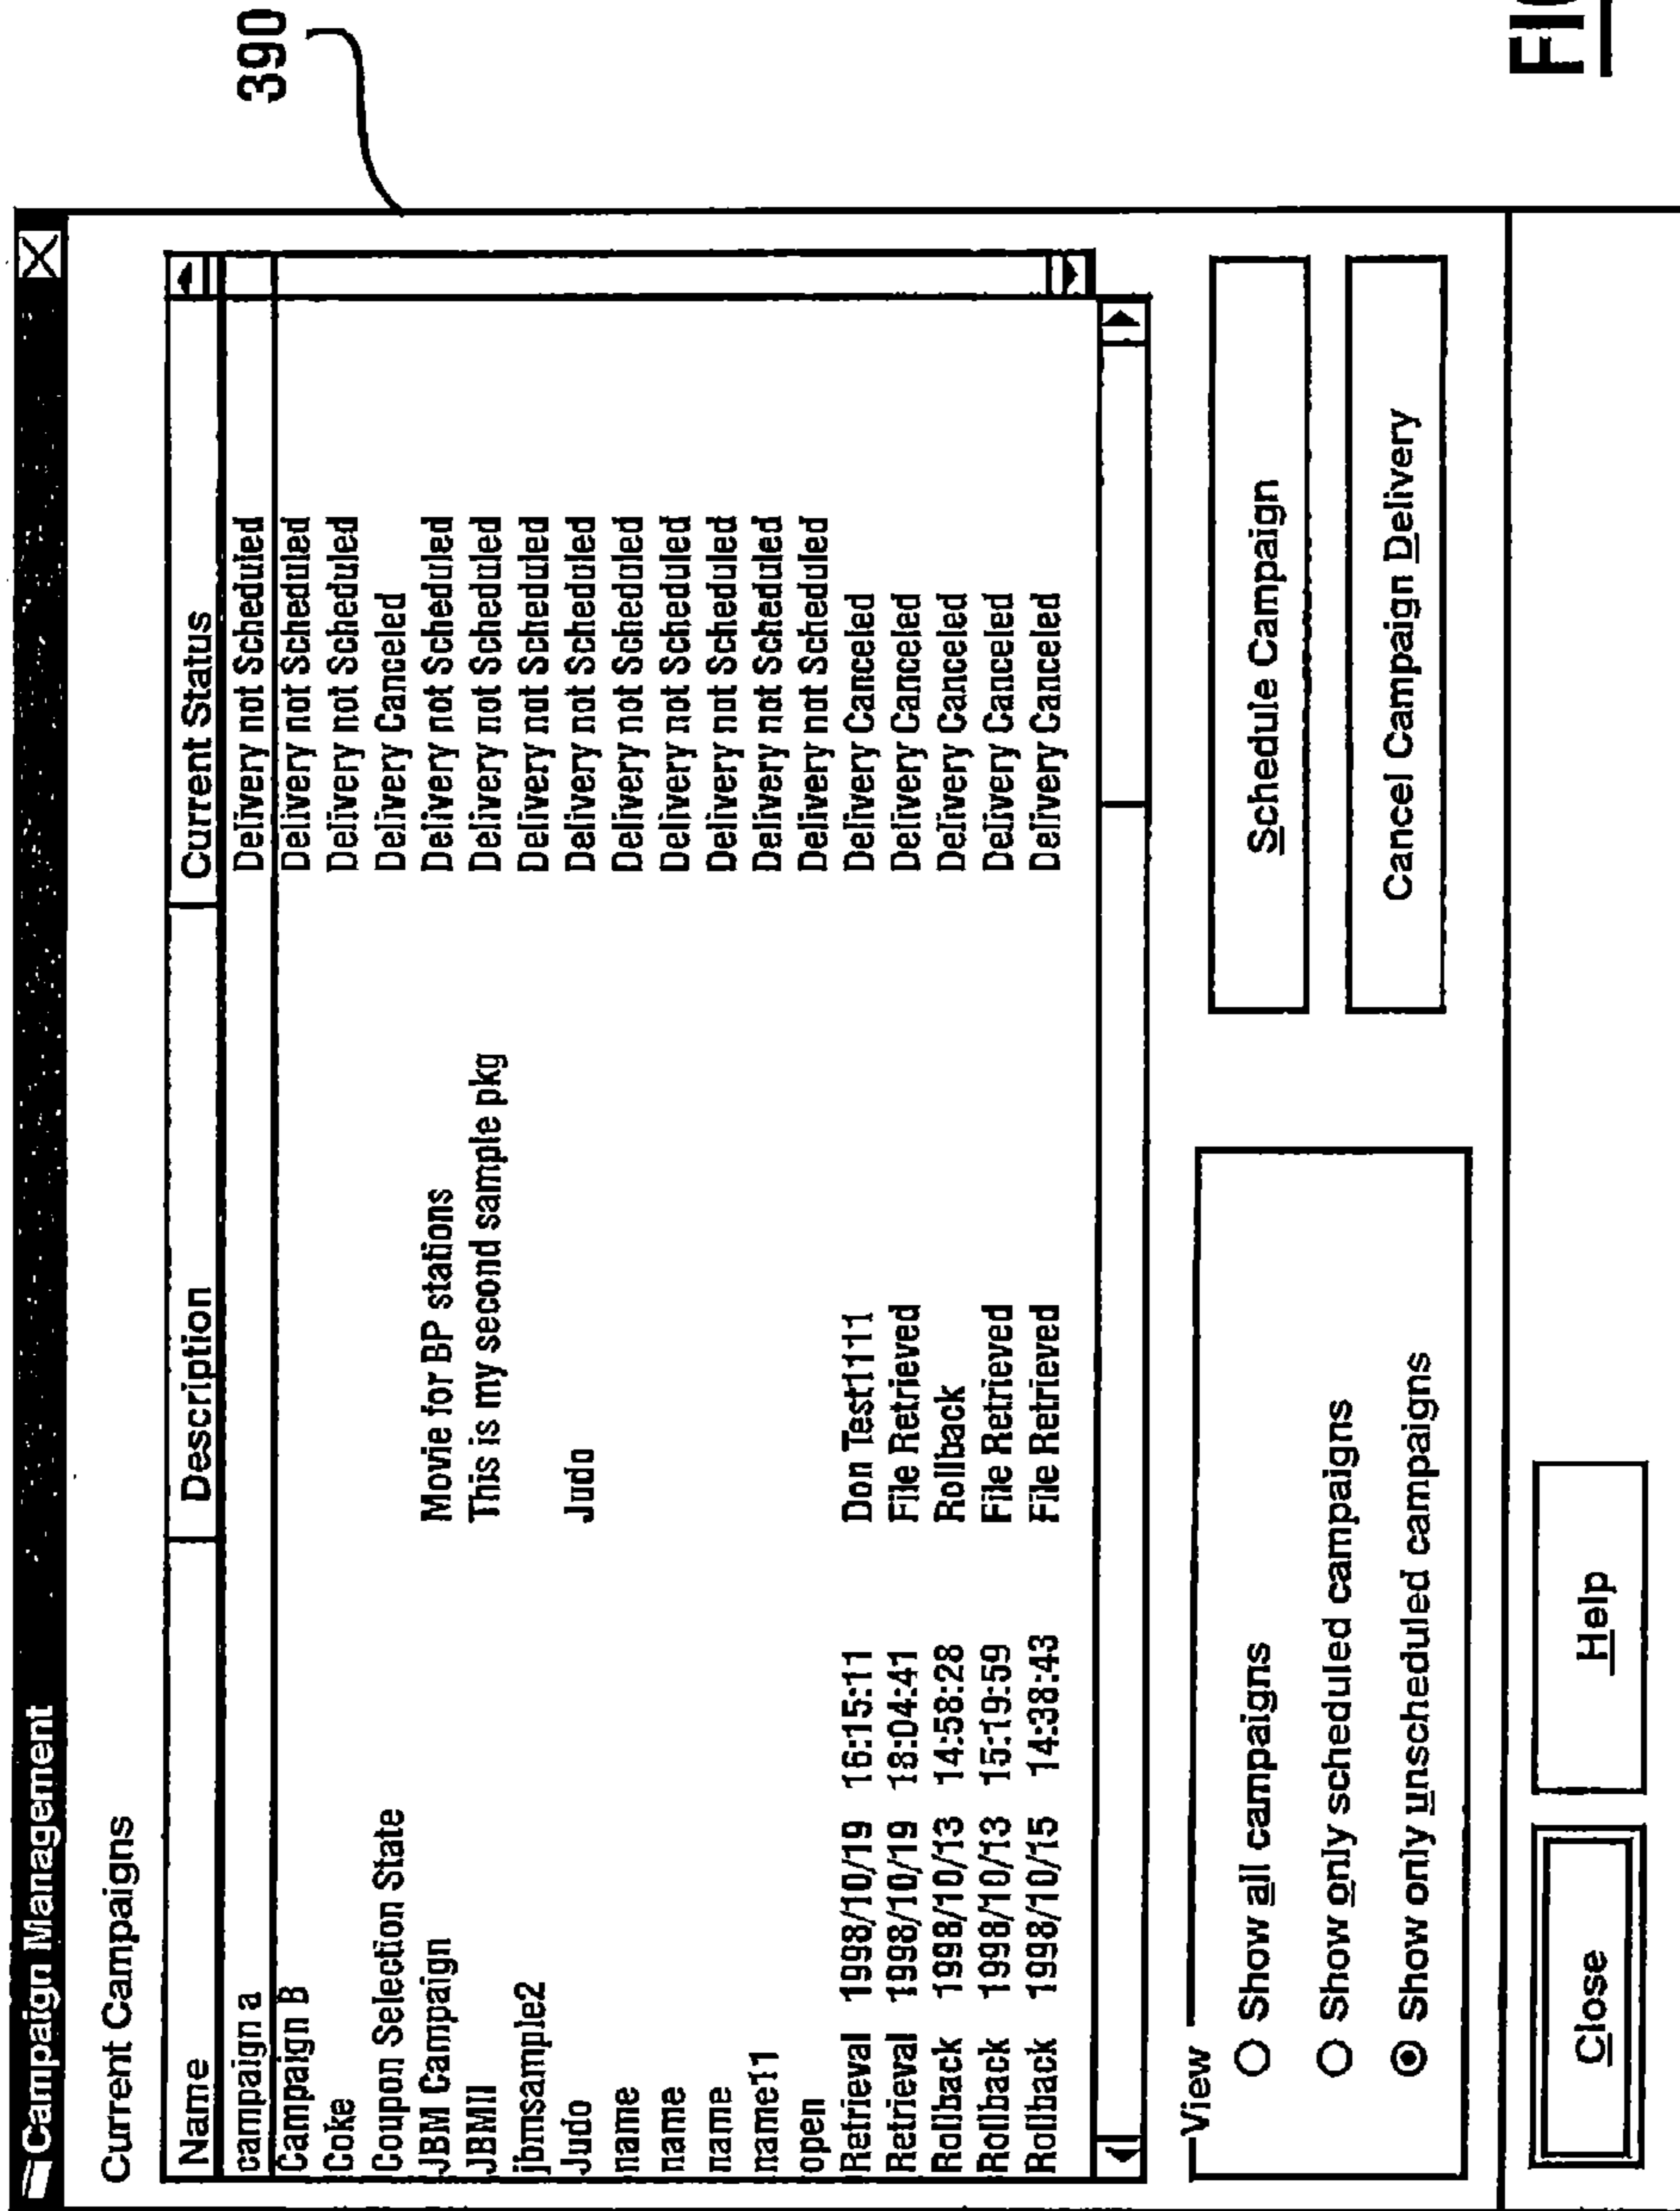 390
Campaign Management
Current Campaigns
Name Description Current Status
campaign a Delivery not Scheduled
Campaign B Delivery not Scheduled
Coke Delivery not Scheduled
Coupon Selection State Delivery Canceled
JBM Campaign Movie for BP stations Delivery not Scheduled
JBMII This is my second sample pkg Delivery not Scheduled
jbmsample2 Delivery not Scheduled
Judo Judo Delivery not Scheduled
name Delivery not Scheduled
name Delivery not Scheduled
name Delivery not Scheduled
name11 Delivery not Scheduled
open Delivery not Scheduled
Retrieval 1998/10/19 16:15:11 Don Test1111 Delivery Canceled
Retrieval 1998/10/19 18:04:41 File Retrieved Delivery Canceled
Rollback 1998/10/13 14:58:28 Rollback Delivery Canceled
Rollback 1998/10/13 15:19:59 File Retrieved Delivery Canceled
Rollback 1998/10/15 14:38:43 File Retrieved Delivery Canceled
View
Show all campaigns
Show only scheduled campaigns
Show only unscheduled campaigns
Schedule Campaign
Cancel Campaign Delivery
Close
Help